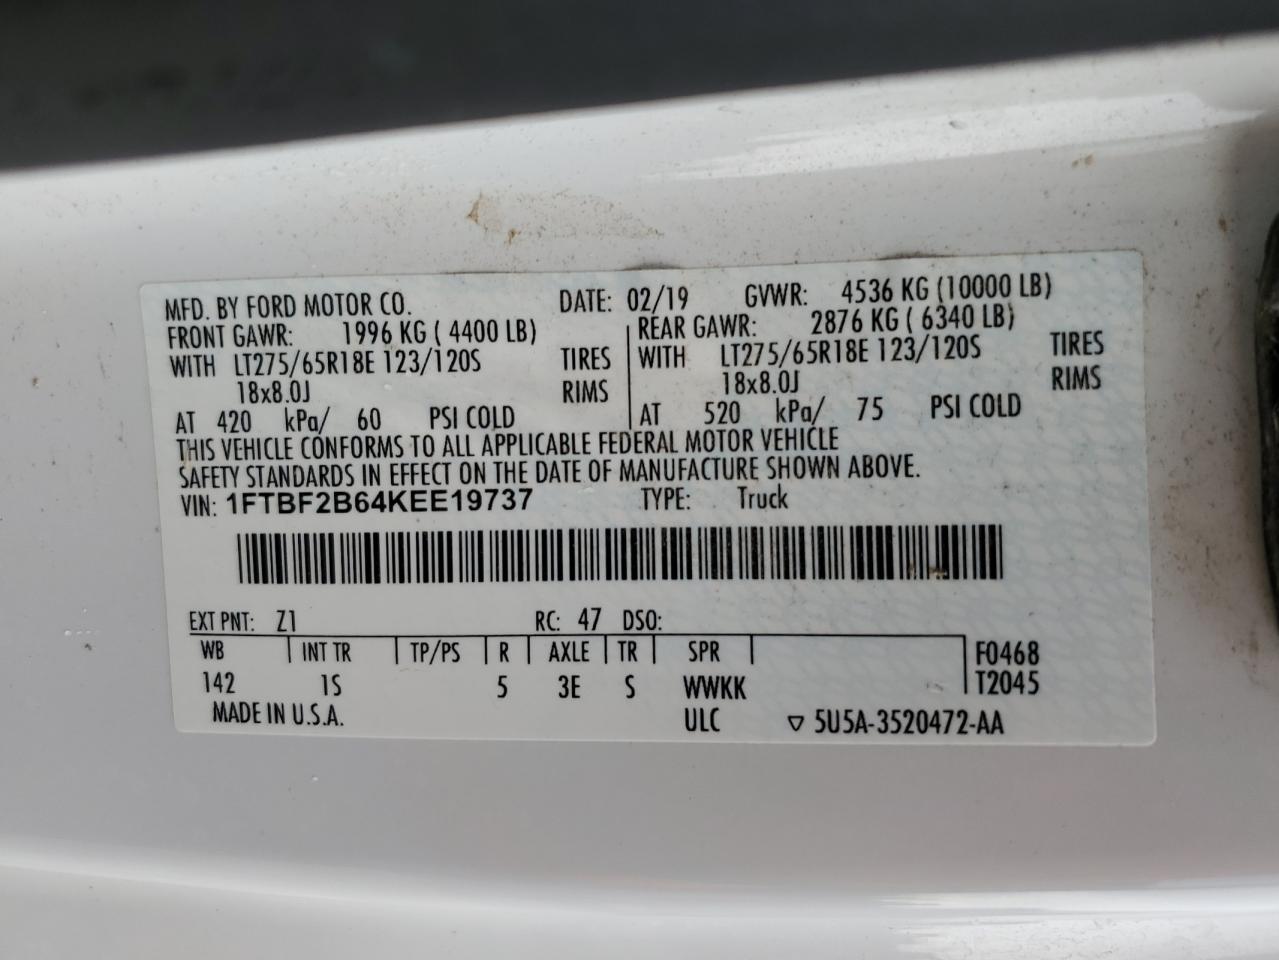 MFD. BY FORD MOTOR CO. DATE: 02/19 GVWR: 4536 KG (10000 LB)
FRONT GAWR: 1996 KG ( 4400 LB) REAR GAWR: 2876 KG ( 6340 LB)
WITH LT275/65R18E 123/120S TIRES WITH LT275/65R18E 123/120S TIRES
18x8.0J RIMS 18x8.0J RIMS
AT 420 kPa/ 60 PSI COLD AT 520 kPa/ 75 PSI COLD
THIS VEHICLE CONFORMS TO ALL APPLICABLE FEDERAL MOTOR VEHICLE
SAFETY STANDARDS IN EFFECT ON THE DATE OF MANUFACTURE SHOWN ABOVE.
VIN: 1FTBF2B64KEE19737 TYPE: Truck
EXT PNT: Z1 RC: 47 DSO:
WB INT TR TP/PS R AXLE TR SPR F0468
142 1S 5 3E S WWKK T2045
MADE IN U.S.A. ULC ▽ 5U5A-3520472-AA